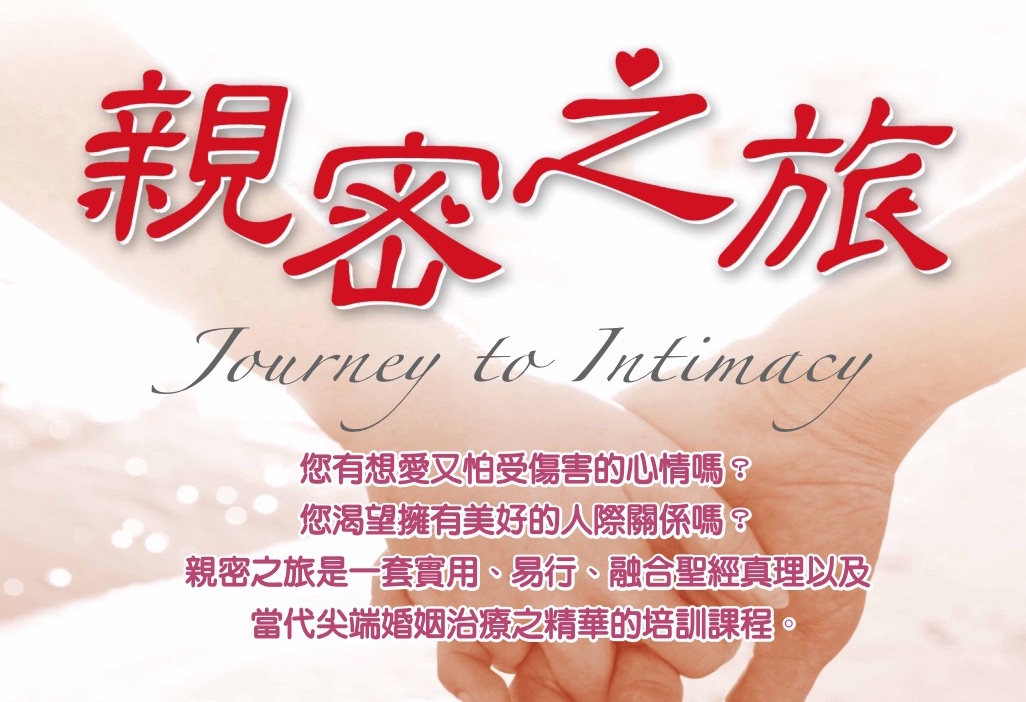 親密之旅
Journey to Intimacy
您有想愛又怕受傷害的心情嗎？
您渴望擁有美好的人際關係嗎？
親密之旅是一套實用、易行、融合聖經真理以及
當代尖端婚姻治療之精華的培訓課程。